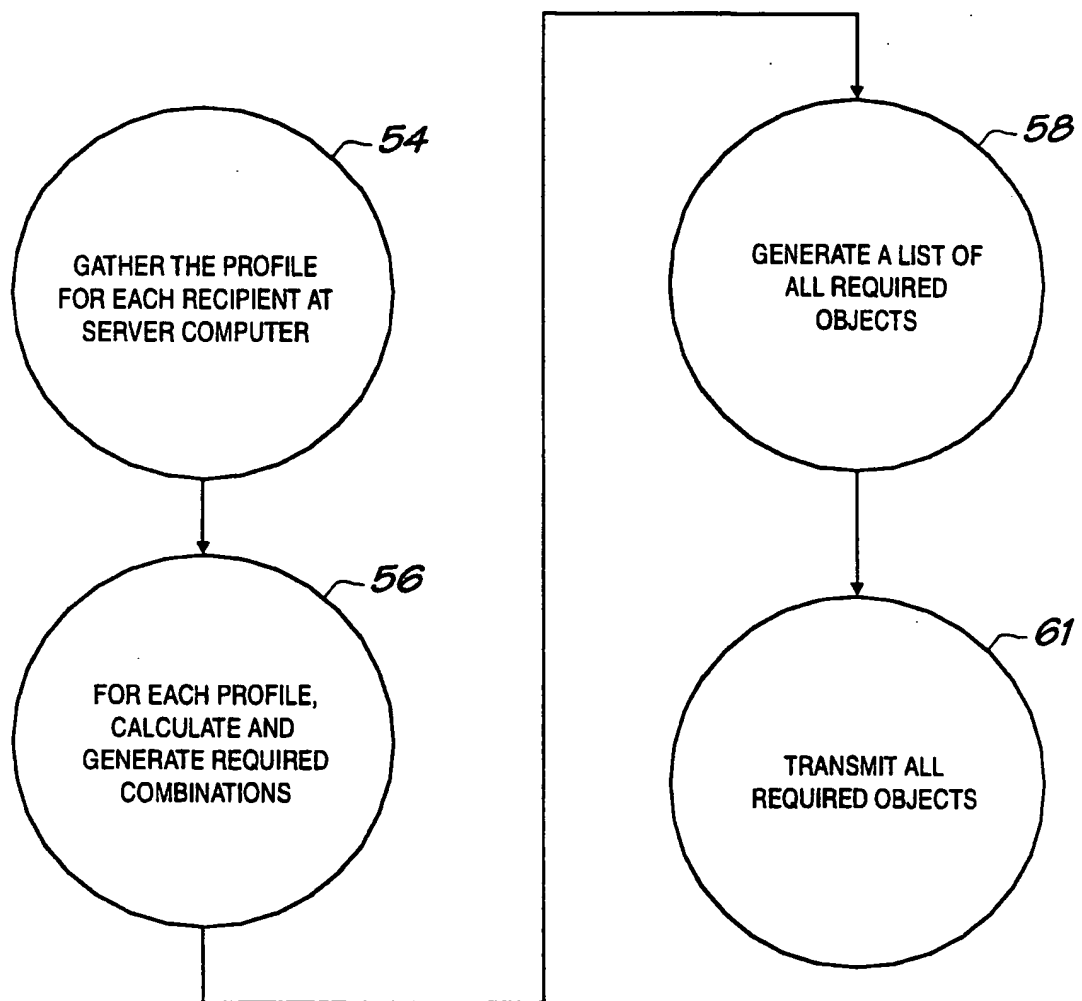 54
GATHER THE PROFILE
FOR EACH RECIPIENT AT
SERVER COMPUTER
56
FOR EACH PROFILE,
CALCULATE AND
GENERATE REQUIRED
COMBINATIONS
58
GENERATE A LIST OF
ALL REQUIRED
OBJECTS
61
TRANSMIT ALL
REQUIRED OBJECTS